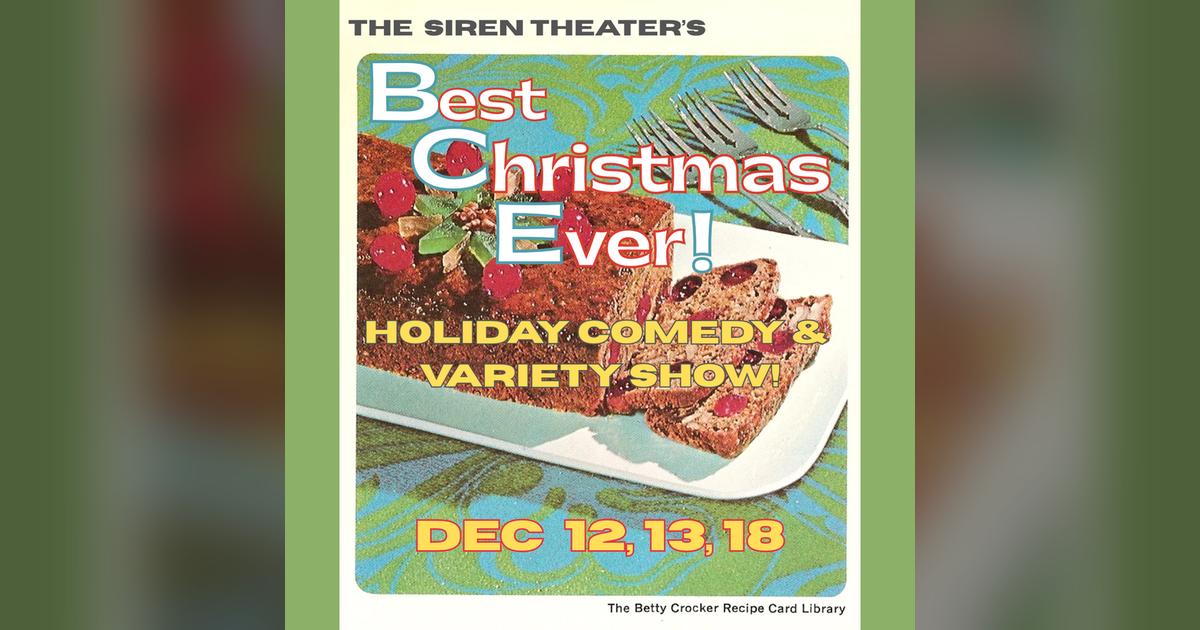 THE SIREN THEATER'S
Best
Christmas
Ever!
HOLIDAY COMEDY &
VARIETY SHOW!
DEC 12, 13, 18
The Betty Crocker Recipe Card Library